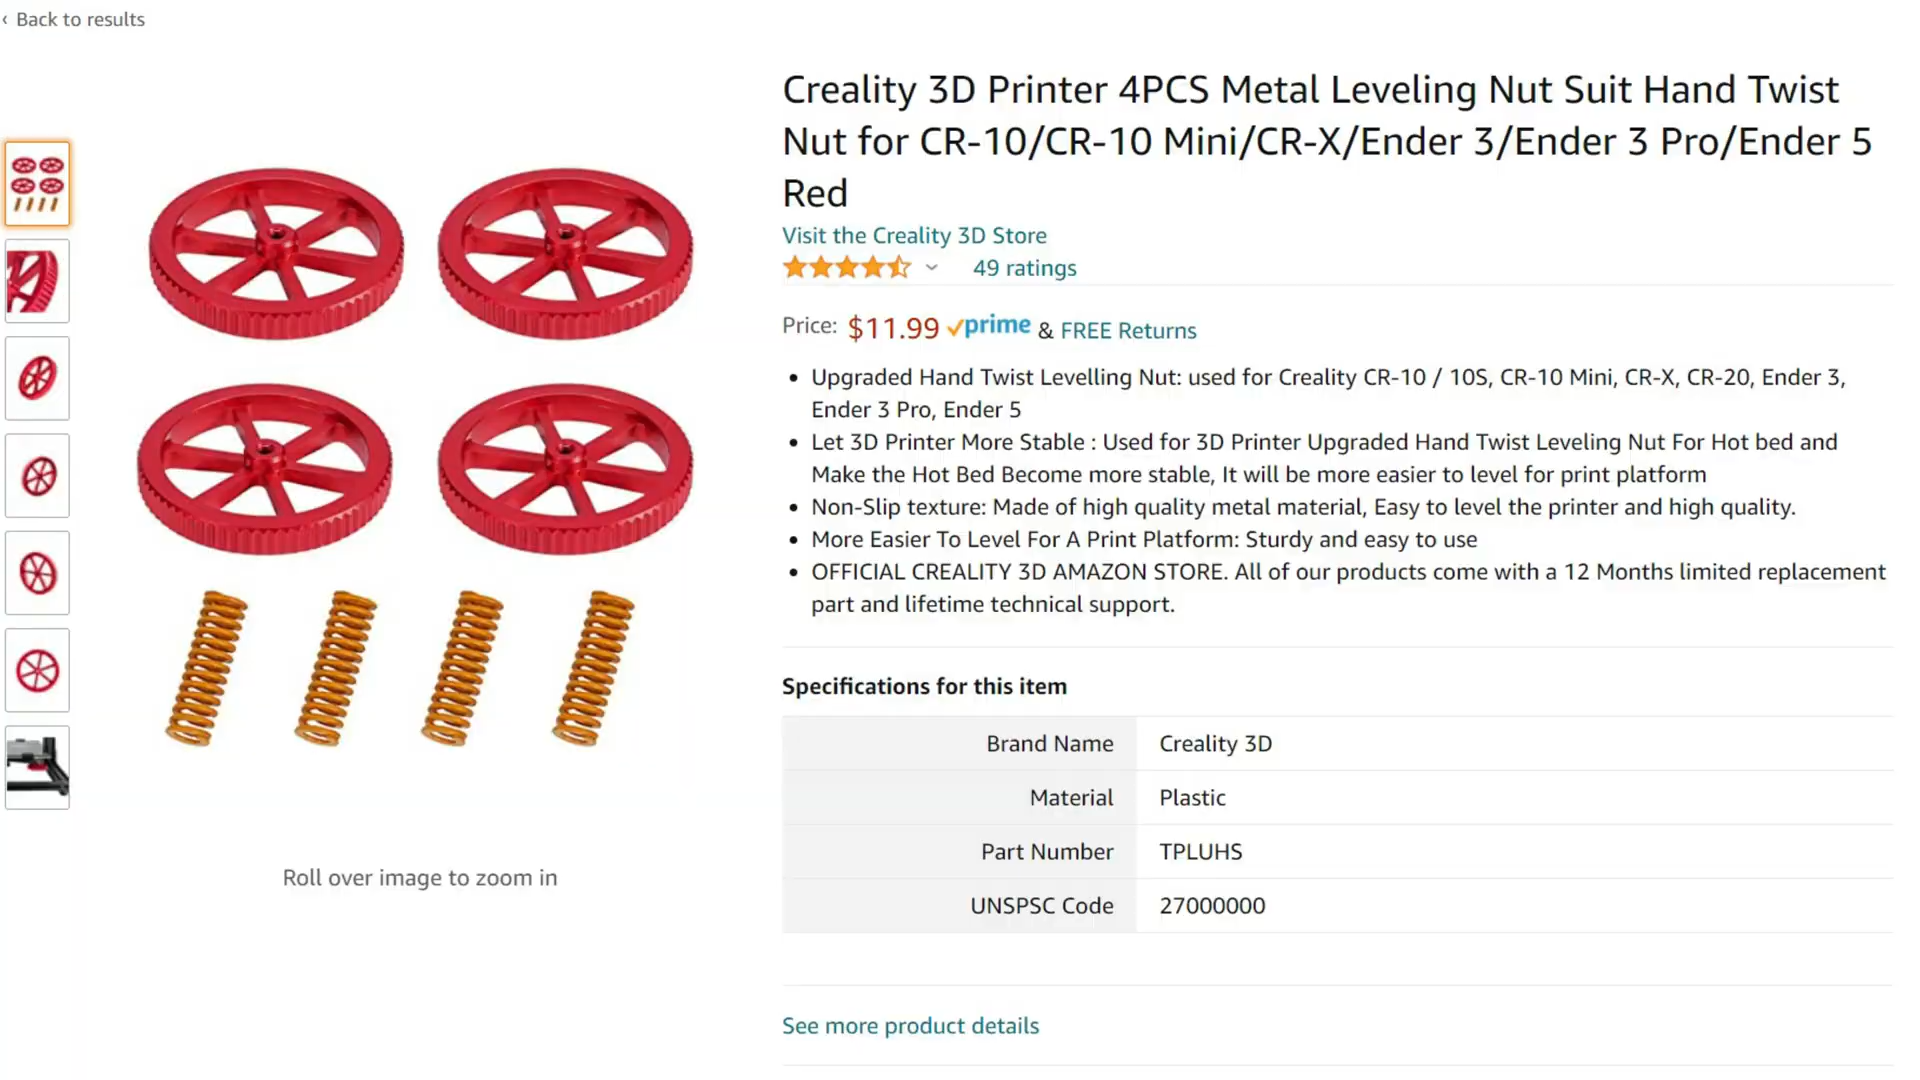 ‹ Back to results
Creality 3D Printer 4PCS Metal Leveling Nut Suit Hand Twist
Nut for CR-10/CR-10 Mini/CR-X/Ender 3/Ender 3 Pro/Ender 5
Red
Visit the Creality 3D Store
49 ratings
Price: $11.99 prime & FREE Returns
• Upgraded Hand Twist Levelling Nut: used for Creality CR-10 / 10S, CR-10 Mini, CR-X, CR-20, Ender 3,
Ender 3 Pro, Ender 5
• Let 3D Printer More Stable : Used for 3D Printer Upgraded Hand Twist Leveling Nut For Hot bed and
Make the Hot Bed Become more stable, It will be more easier to level for print platform
• Non-Slip texture: Made of high quality metal material, Easy to level the printer and high quality.
• More Easier To Level For A Print Platform: Sturdy and easy to use
• OFFICIAL CREALITY 3D AMAZON STORE. All of our products come with a 12 Months limited replacement
part and lifetime technical support.
Specifications for this item
Brand Name Creality 3D
Material Plastic
Part Number TPLUHS
UNSPSC Code 27000000
Roll over image to zoom in
See more product details